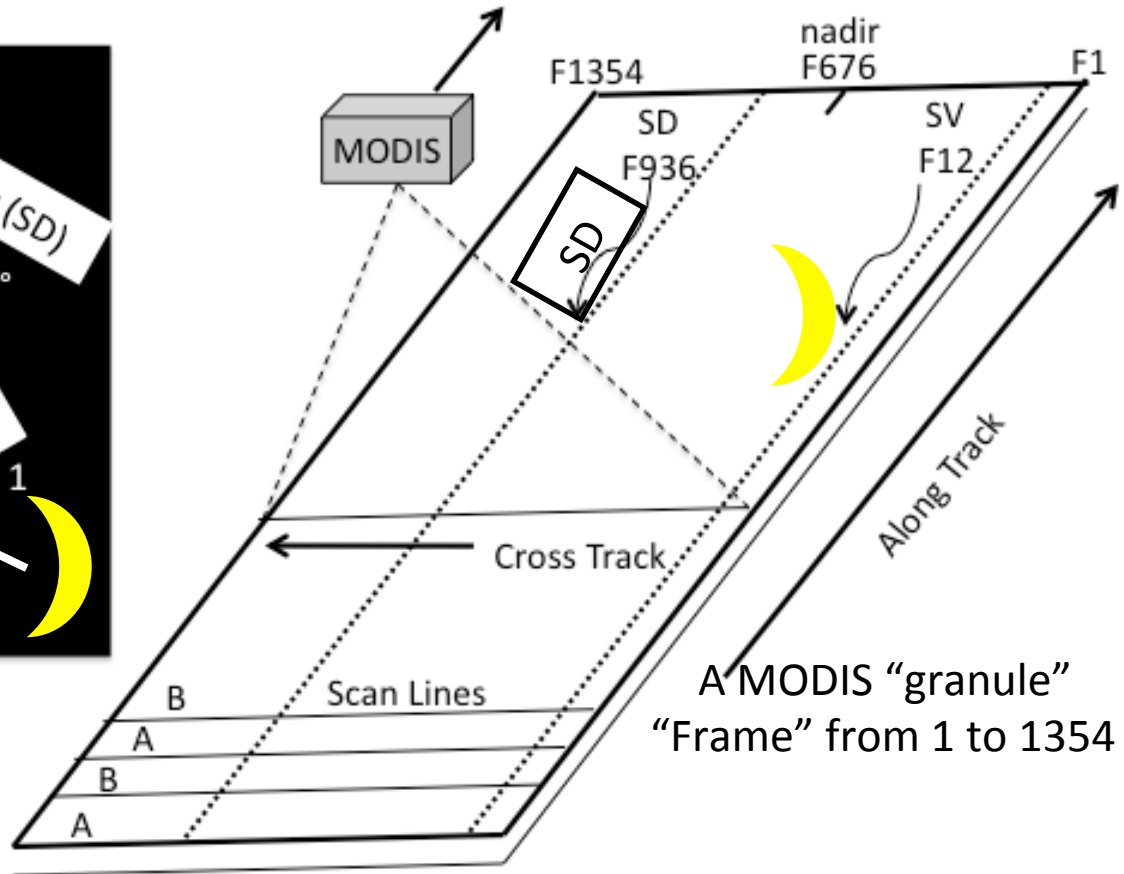 (SD)
°
1
MODIS
F1354
nadir
F676
F1
SD
F936
SV
F12
SD
Cross Track
Along Track
B
Scan Lines
A
B
A
A MODIS “granule”
“Frame” from 1 to 1354